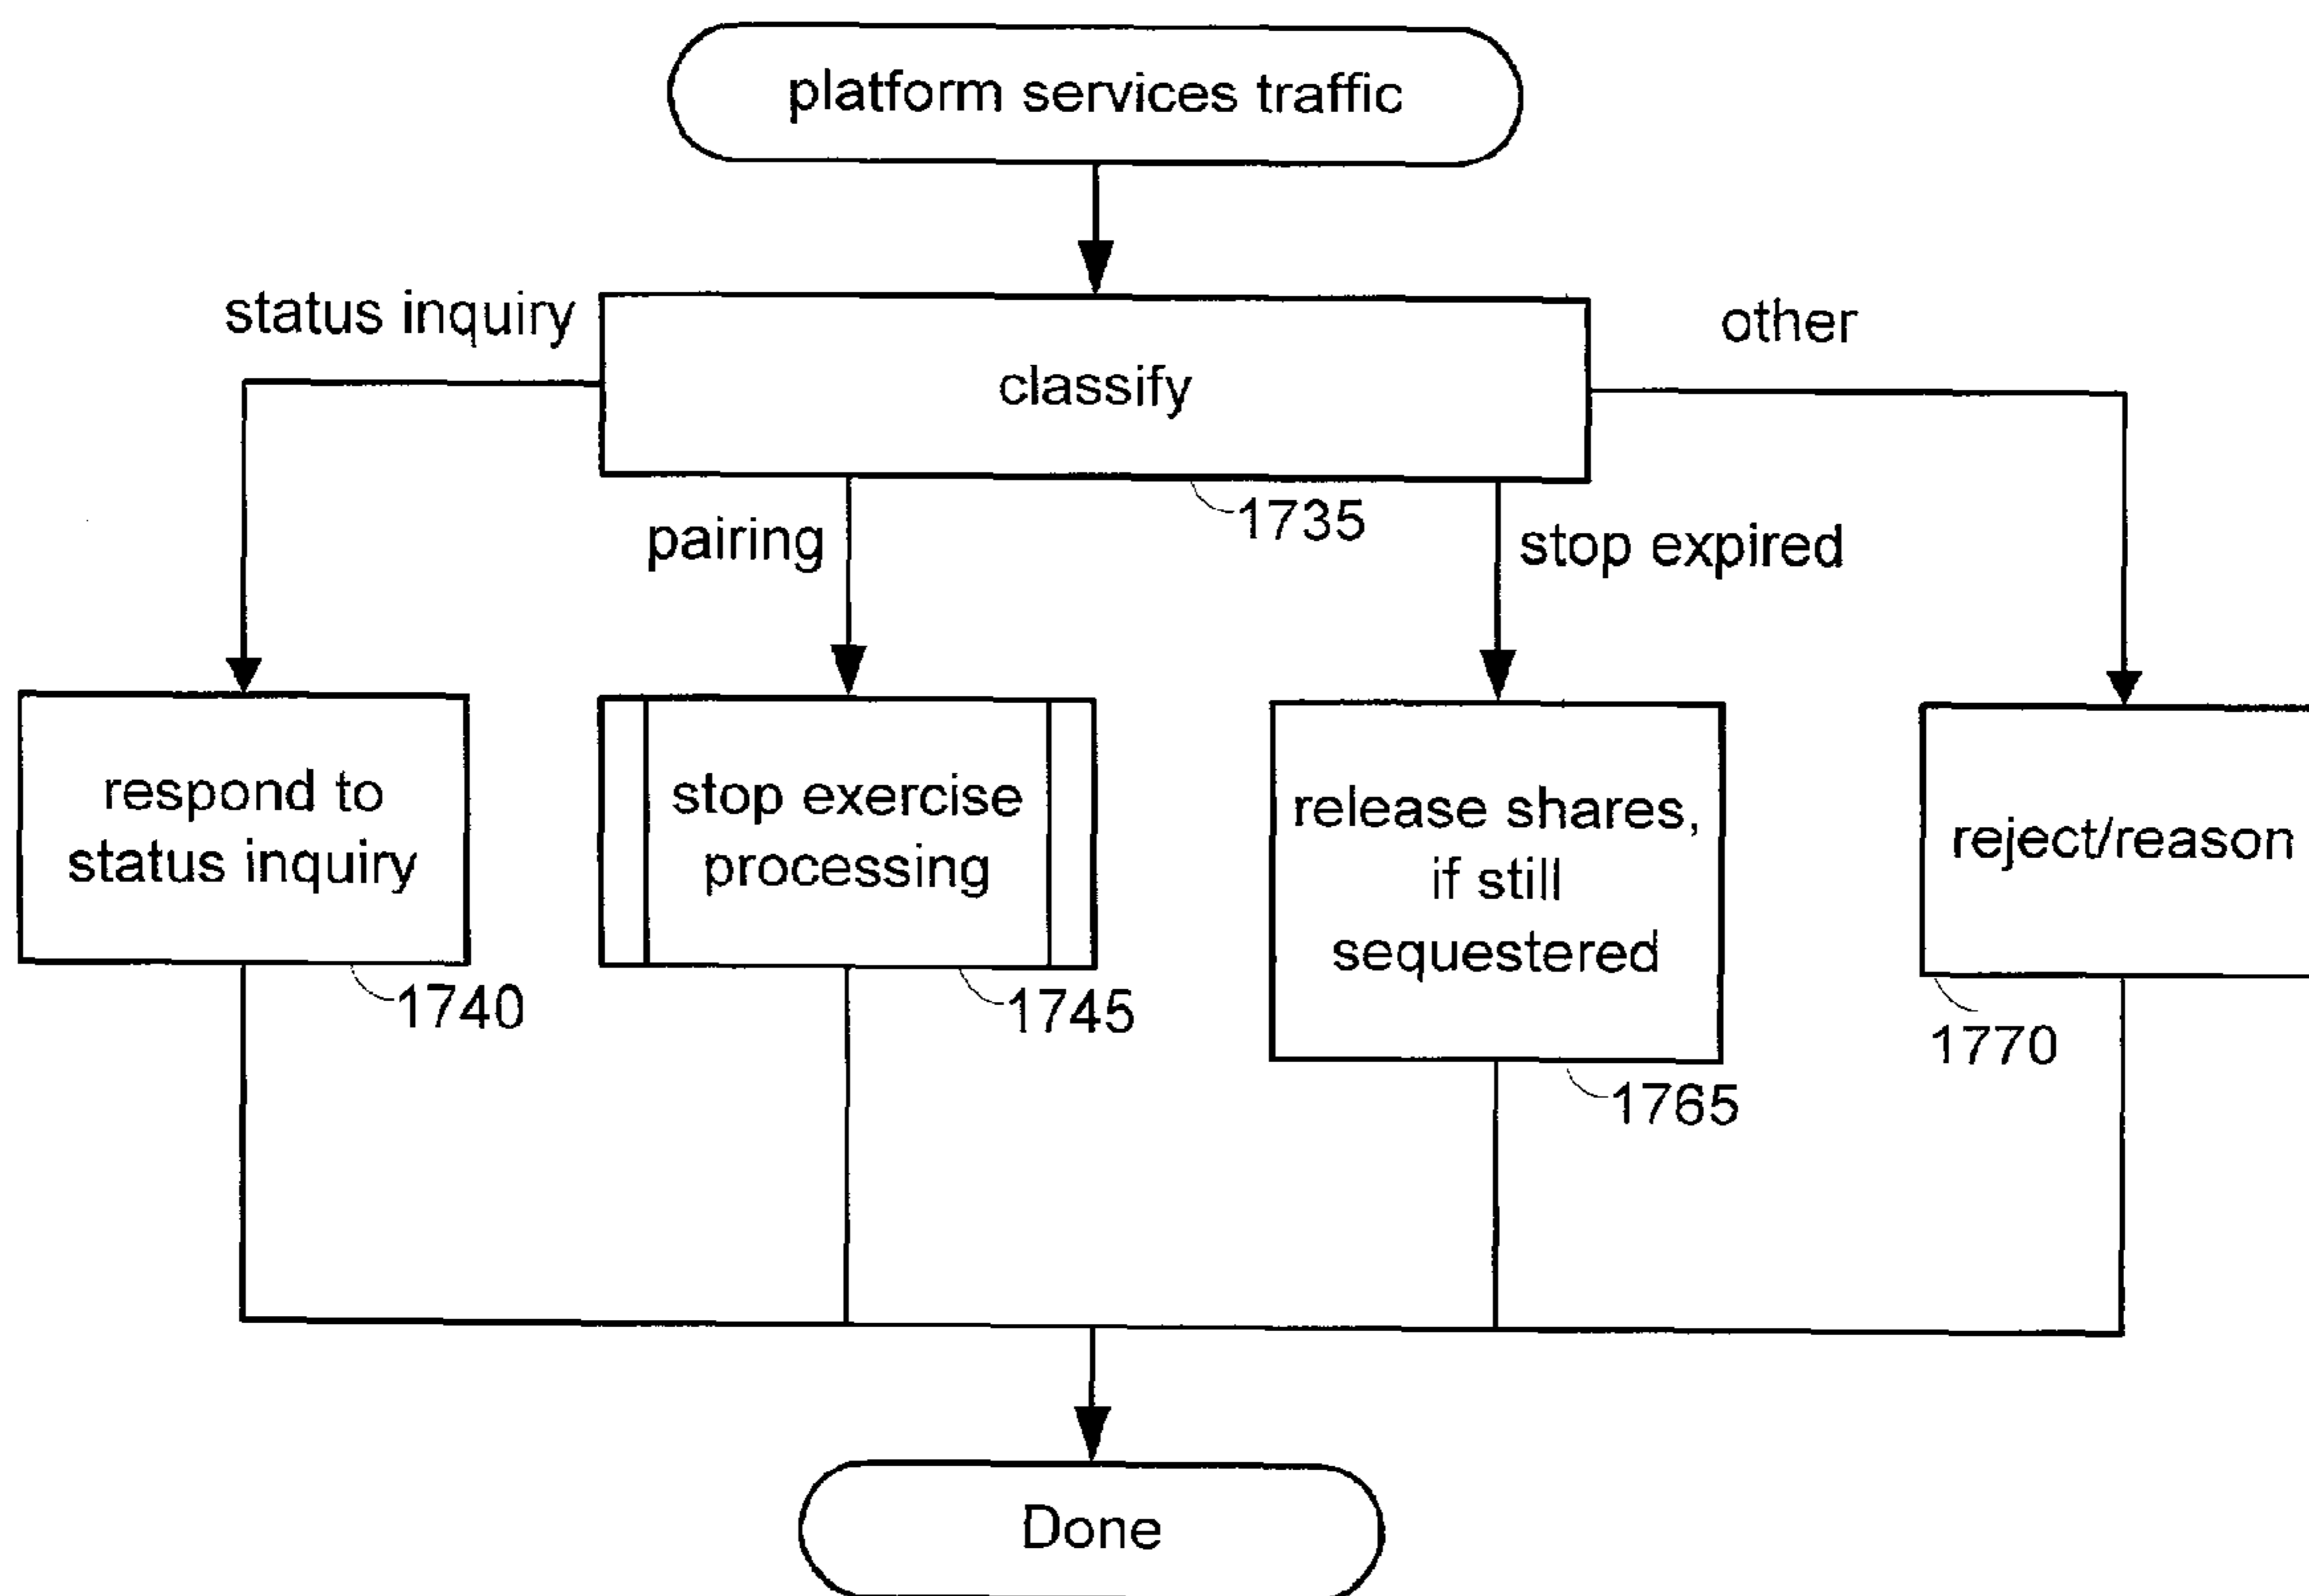 platform services traffic
status inquiry
other
classify
1735
pairing
stop expired
respond to
status inquiry
1740
stop exercise
processing
1745
release shares,
if still
sequestered
1765
reject/reason
1770
Done